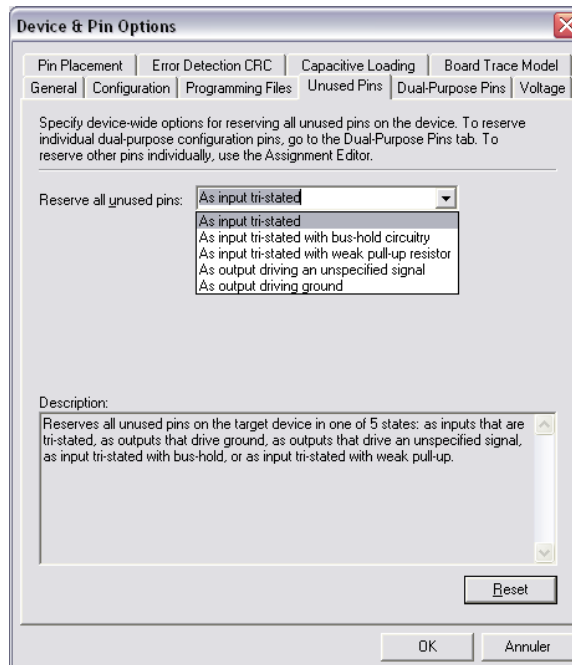 Device & Pin Options
Pin Placement Error Detection CRC Capacitive Loading Board Trace Model
General Configuration Programming Files Unused Pins Dual-Purpose Pins Voltage
Specify device-wide options for reserving all unused pins on the device. To reserve
individual dual-purpose configuration pins, go to the Dual-Purpose Pins tab. To
reserve other pins individually, use the Assignment Editor.
Reserve all unused pins: As input tri-stated
As input tri-stated
As input tri-stated with bus-hold circuitry
As input tri-stated with weak pull-up resistor
As output driving an unspecified signal
As output driving ground
Description:
Reserves all unused pins on the target device in one of 5 states: as inputs that are
tri-stated, as outputs that drive ground, as outputs that drive an unspecified signal,
as input tri-stated with bus-hold, or as input tri-stated with weak pull-up.
Reset
OK Annuler